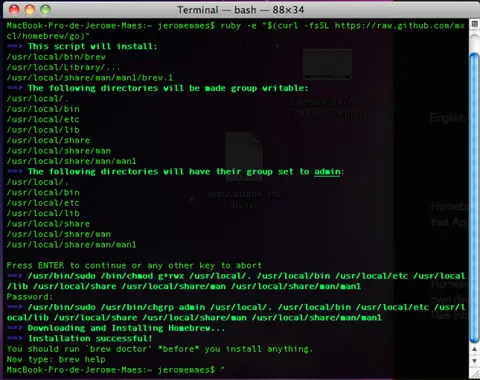 Terminal — bash — 88×34
MacBook-Pro-de-Jerome-Maes:~ jeromemaes$ ruby -e "$(curl -fsSL https://raw.github.com/mx
cl/homebrew/go)"
==> This script will install:
/usr/local/bin/brew
/usr/local/Library/...
/usr/local/share/man/man1/brew.1
==> The following directories will be made group writable:
/usr/local/.
/usr/local/bin
/usr/local/etc
/usr/local/lib
/usr/local/share
/usr/local/share/man
/usr/local/share/man/man1
==> The following directories will have their group set to admin:
/usr/local/.
/usr/local/bin
/usr/local/etc
/usr/local/lib
/usr/local/share
/usr/local/share/man
/usr/local/share/man/man1
Press ENTER to continue or any other key to abort
==> /usr/bin/sudo /bin/chmod g+rwx /usr/local/. /usr/local/bin /usr/local/etc /usr/local
/lib /usr/local/share /usr/local/share/man /usr/local/share/man/man1
Password:
==> /usr/bin/sudo /usr/bin/chgrp admin /usr/local/. /usr/local/bin /usr/local/etc /usr/l
ocal/lib /usr/local/share /usr/local/share/man /usr/local/share/man/man1
==> Downloading and Installing Homebrew...
==> Installation successful!
You should run `brew doctor' *before* you install anything.
Now type: brew help
MacBook-Pro-de-Jerome-Maes:~ jeromemaes$
English